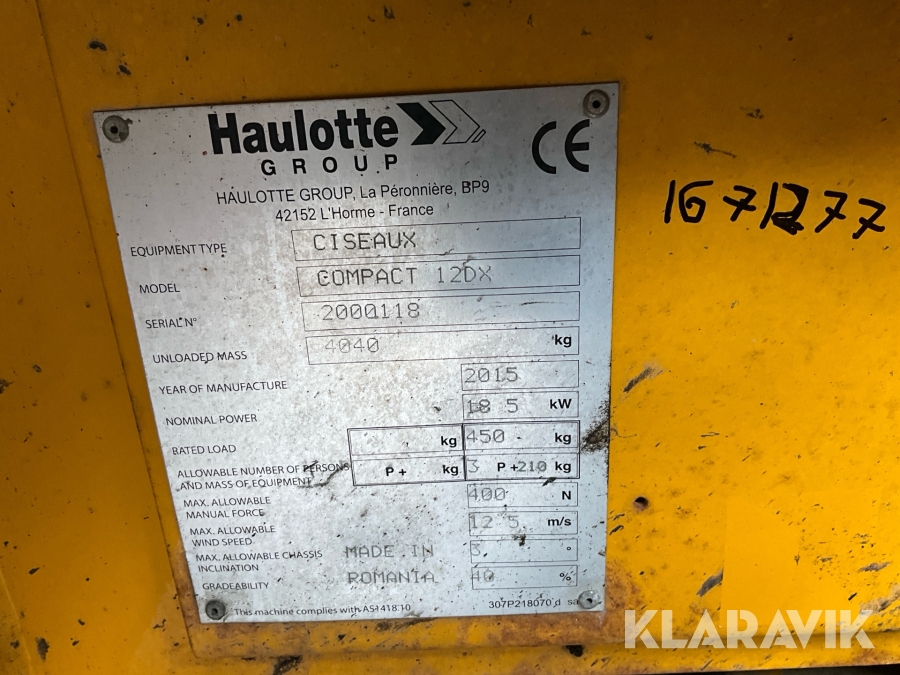 Haulotte
GROUP
CE
HAULOTTE GROUP, La Péronnière, BP9
42152 L'Horme - France
EQUIPMENT TYPE CISEAUX
MODEL COMPACT 12DX
SERIAL N° 2000118
UNLOADED MASS 4040 kg
YEAR OF MANUFACTURE 2015
NOMINAL POWER 18 5 kW
RATED LOAD kg 450 kg
ALLOWABLE NUMBER OF PERSONS
AND MASS OF EQUIPMENT P + kg 3 P +210 kg
MAX. ALLOWABLE
MANUAL FORCE 400 N
MAX. ALLOWABLE
WIND SPEED 12 5 m/s
MAX. ALLOWABLE CHASSIS
INCLINATION MADE IN 3 °
GRADEABILITY ROMANIA 40 %
This machine complies with AS1418.10 307P218070 d sa
1671277
KLARAVIK